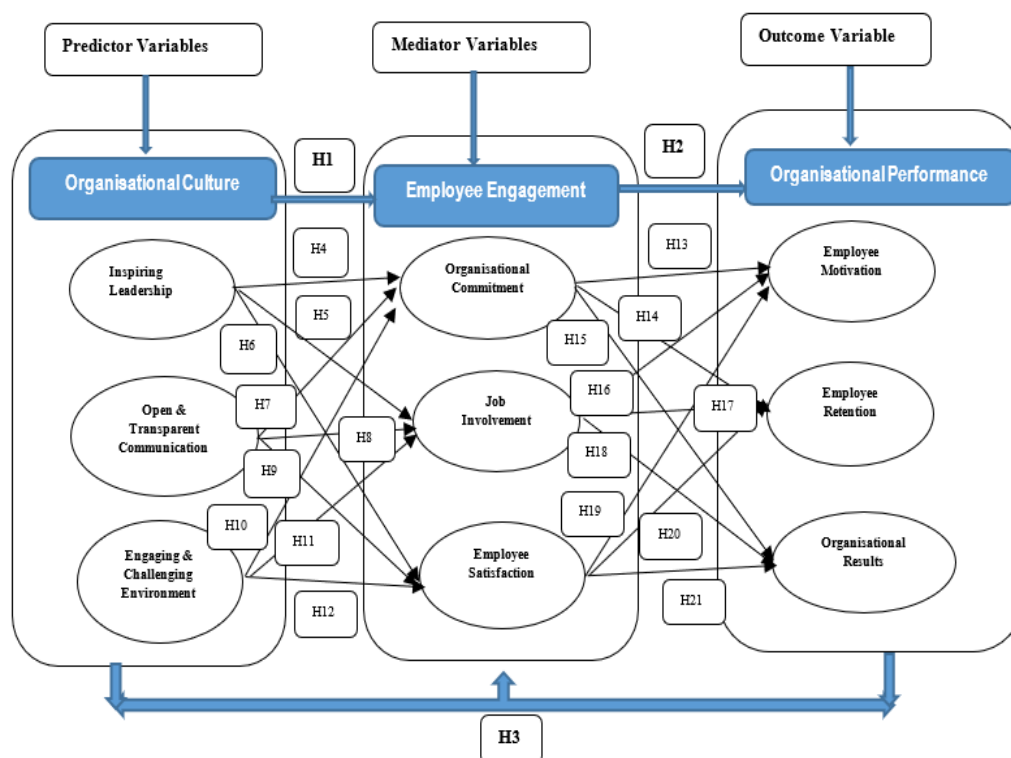 Predictor Variables
Mediator Variables
Outcome Variable
H1
H2
Organisational Culture
Employee Engagement
Organisational Performance
H4
H13
Inspiring
Leadership
Organisational
Commitment
Employee
Motivation
H5
H14
H6
H15
H7
H16
H17
Open &
Transparent
Communication
H8
Job
Involvement
Employee
Retention
H9
H18
H10
H11
H19
H20
Engaging &
Challenging
Environment
Employee
Satisfaction
Organisational
Results
H12
H21
H3